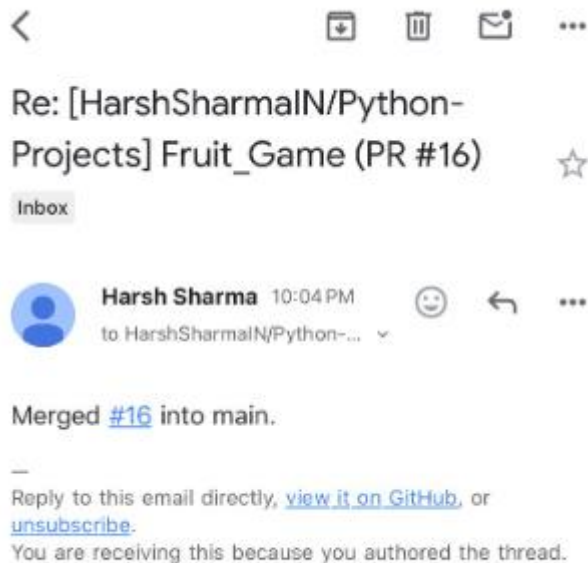 Re: [HarshSharmaIN/Python-
Projects] Fruit_Game (PR #16)
Inbox
Harsh Sharma 10:04 PM
to HarshSharmaIN/Python-...
Merged #16 into main.
—
Reply to this email directly, view it on GitHub, or
unsubscribe.
You are receiving this because you authored the thread.